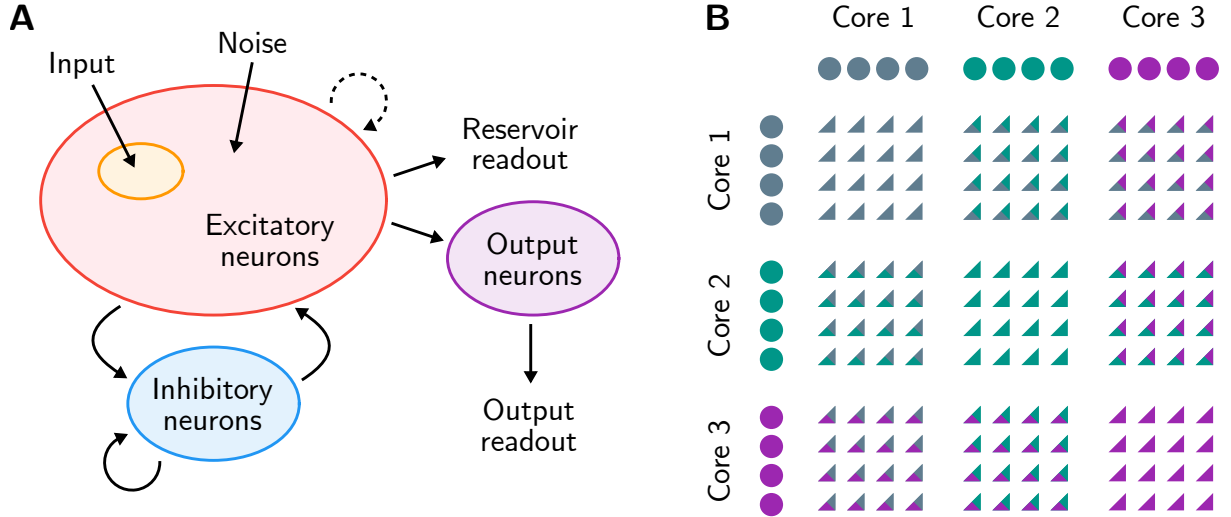 A
Input
Noise
Reservoir
readout
Excitatory
neurons
Output
neurons
Inhibitory
neurons
Output
readout
B
Core 1
Core 2
Core 3
Core 1
Core 2
Core 3